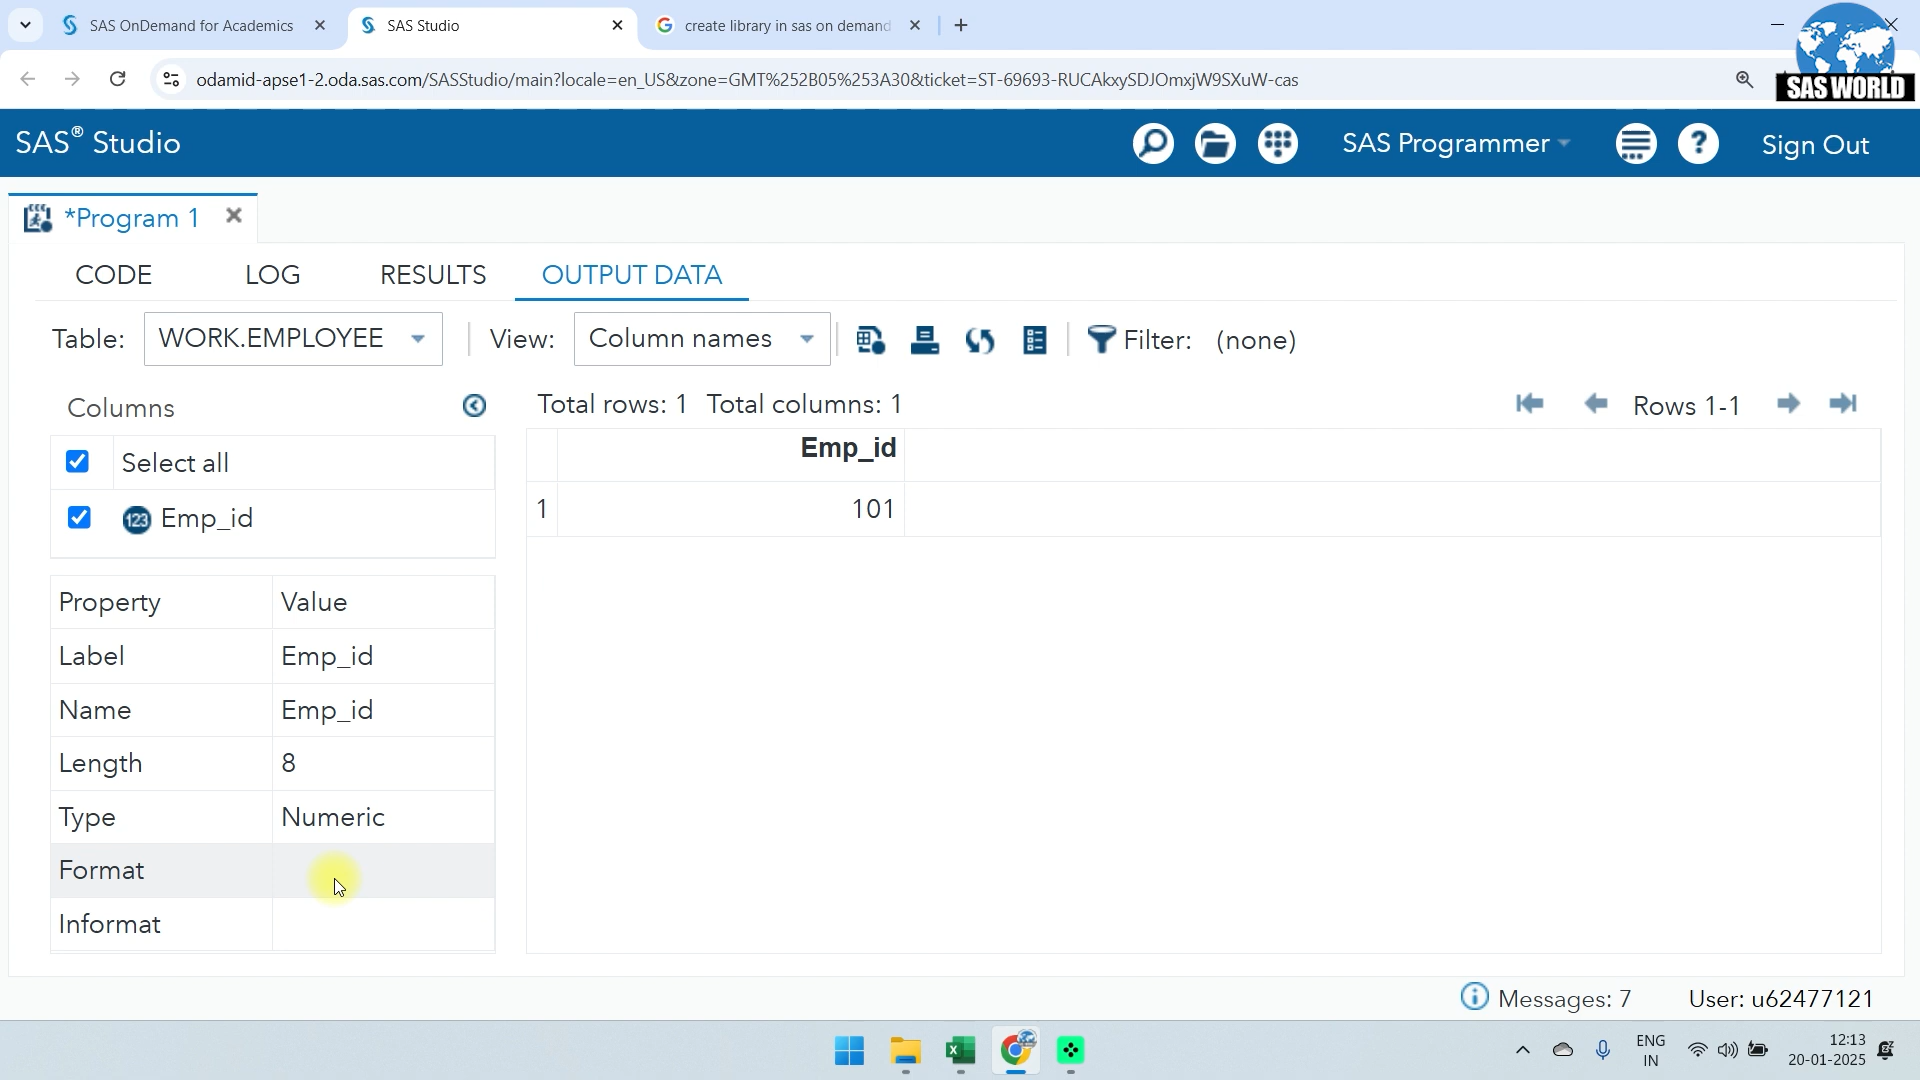 SAS OnDemand for Academics
SAS Studio
create library in sas on demand
odamid-apse1-2.oda.sas.com/SASStudio/main?locale=en_US&zone=GMT%252B05%253A30&ticket=ST-69693-RUCAkxySDJOmxjW9SXuW-cas
SAS WORLD
SAS® Studio
SAS Programmer
?
Sign Out
*Program 1
CODE
LOG
RESULTS
OUTPUT DATA
Table:
WORK.EMPLOYEE
View:
Column names
Filter: (none)
Columns
Total rows: 1 Total columns: 1
Rows 1-1
Select all
Emp_id
123 Emp_id
1
101
Property Value
Label Emp_id
Name Emp_id
Length 8
Type Numeric
Format
Informat
Messages: 7
User: u62477121
ENG
IN
12:13
20-01-2025